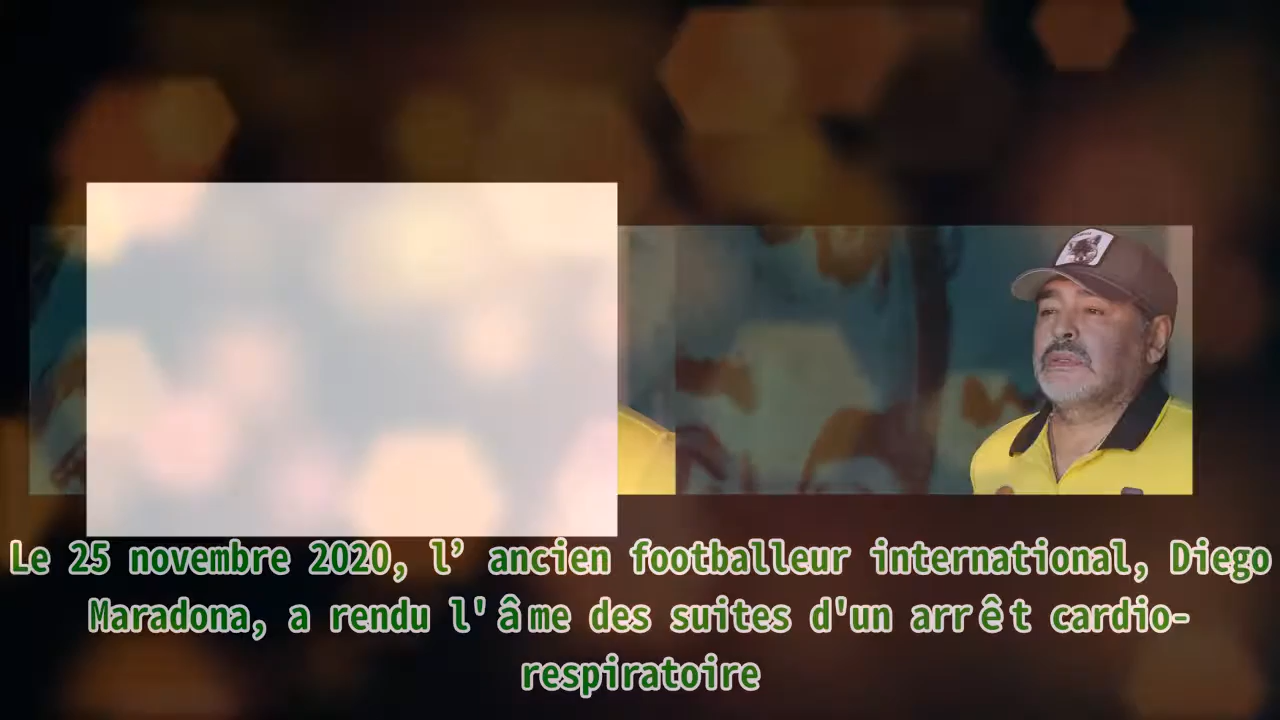 Le 25 novembre 2020, l’ ancien footballeur international, Diego
Maradona, a rendu l'âme des suites d'un arrêt cardio-
respiratoire